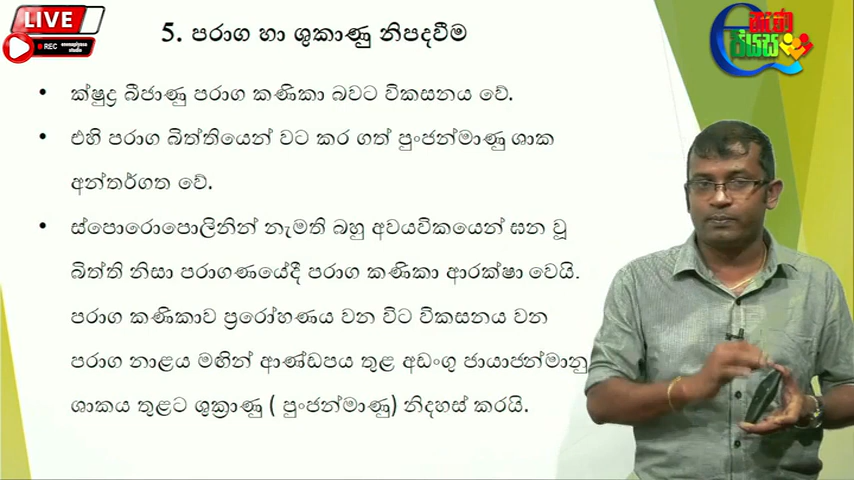 LIVE
REC
5. පරාග හා ශුකාණු නිපදවීම
• ක්ෂුද්‍ර බීජාණු පරාග කණිකා බවට විකසනය වේ.
• එහි පරාග බිත්තියෙන් වට කර ගත් පුංජන්මාණු ශාක
අන්තර්ගත වේ.
• ස්පොරොපොලිනින් නැමති බහු අවයවිකයෙන් ඝන වූ
බිත්ති නිසා පරාගණයේදී පරාග කණිකා ආරක්ෂා වෙයි.
පරාග කණිකාව ප්‍රරෝහණය වන විට විකසනය වන
පරාග නාළය මඟින් ආණ්ඩපය තුළ අඩංගු ජායාජන්මානු
ශාකය තුළට ශුක්‍රාණු ( පුංජන්මාණු) නිදහස් කරයි.